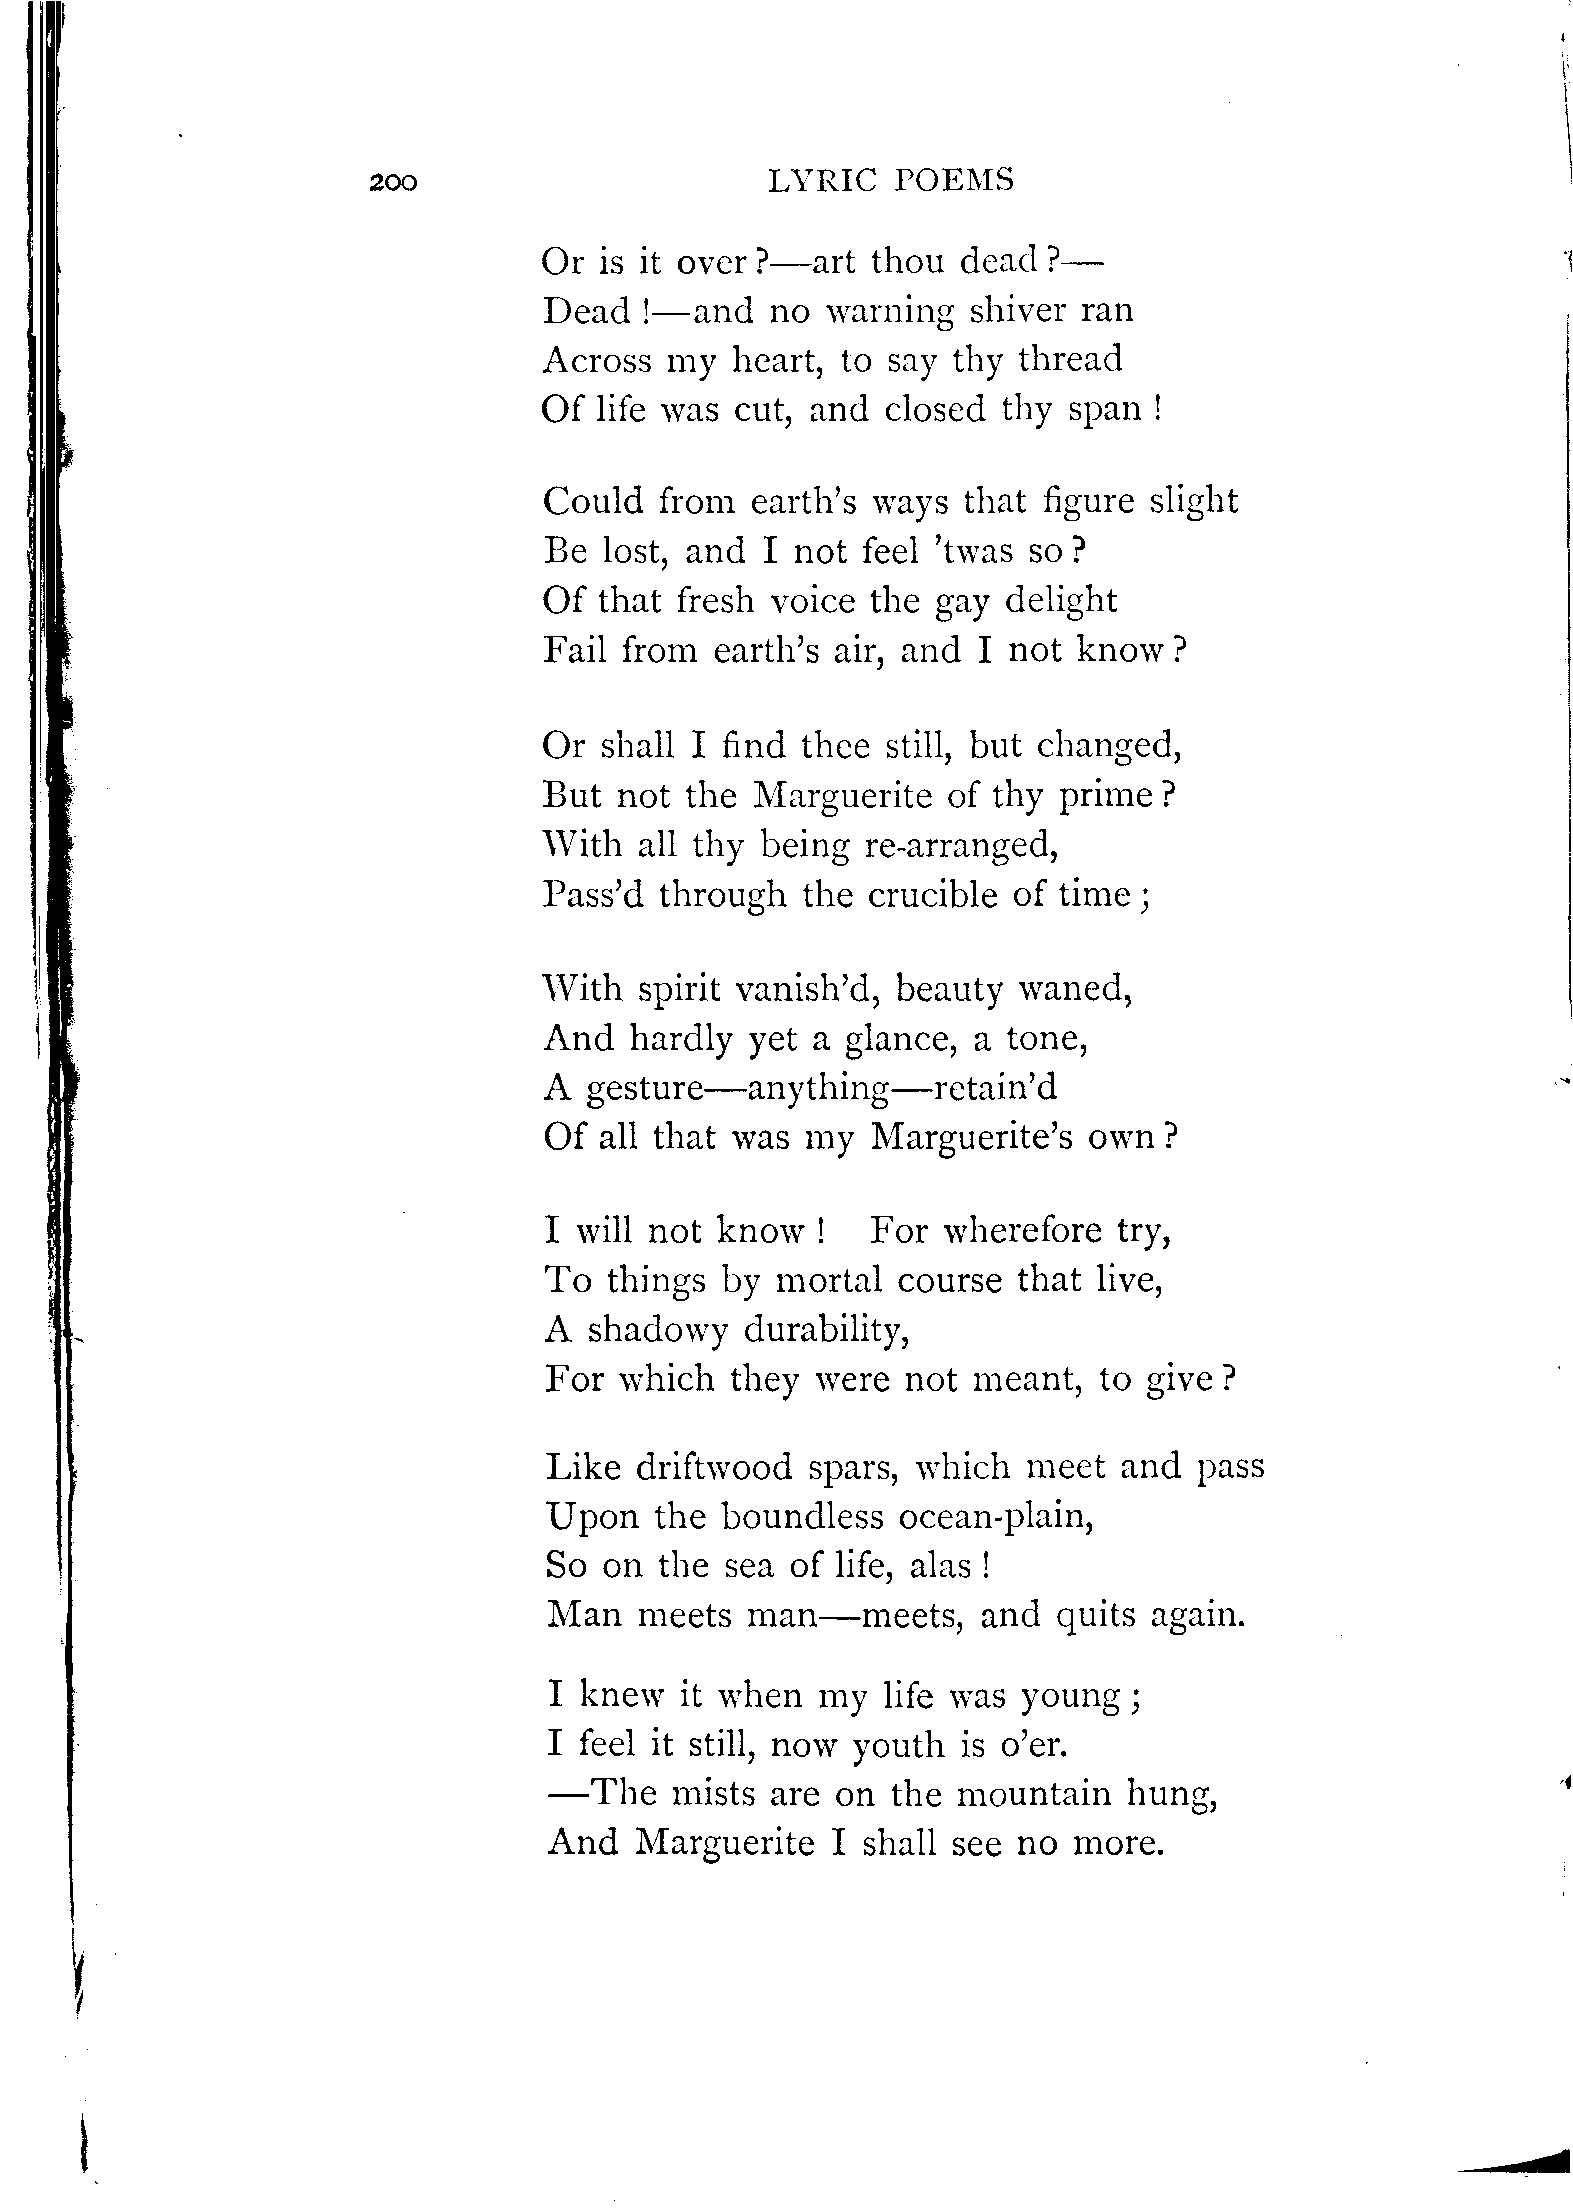 200 LYRIC POEMS
Or is it over?—art thou dead?—
Dead!—and no warning shiver ran
Across my heart, to say thy thread
Of life was cut, and closed thy span!
Could from earth's ways that figure slight
Be lost, and I not feel 'twas so?
Of that fresh voice the gay delight
Fail from earth's air, and I not know?
Or shall I find thee still, but changed,
But not the Marguerite of thy prime?
With all thy being re-arranged,
Pass'd through the crucible of time;
With spirit vanish'd, beauty waned,
And hardly yet a glance, a tone,
A gesture—anything—retain'd
Of all that was my Marguerite's own?
I will not know! For wherefore try,
To things by mortal course that live,
A shadowy durability,
For which they were not meant, to give?
Like driftwood spars, which meet and pass
Upon the boundless ocean-plain,
So on the sea of life, alas!
Man meets man—meets, and quits again.
I knew it when my life was young;
I feel it still, now youth is o'er.
—The mists are on the mountain hung,
And Marguerite I shall see no more.